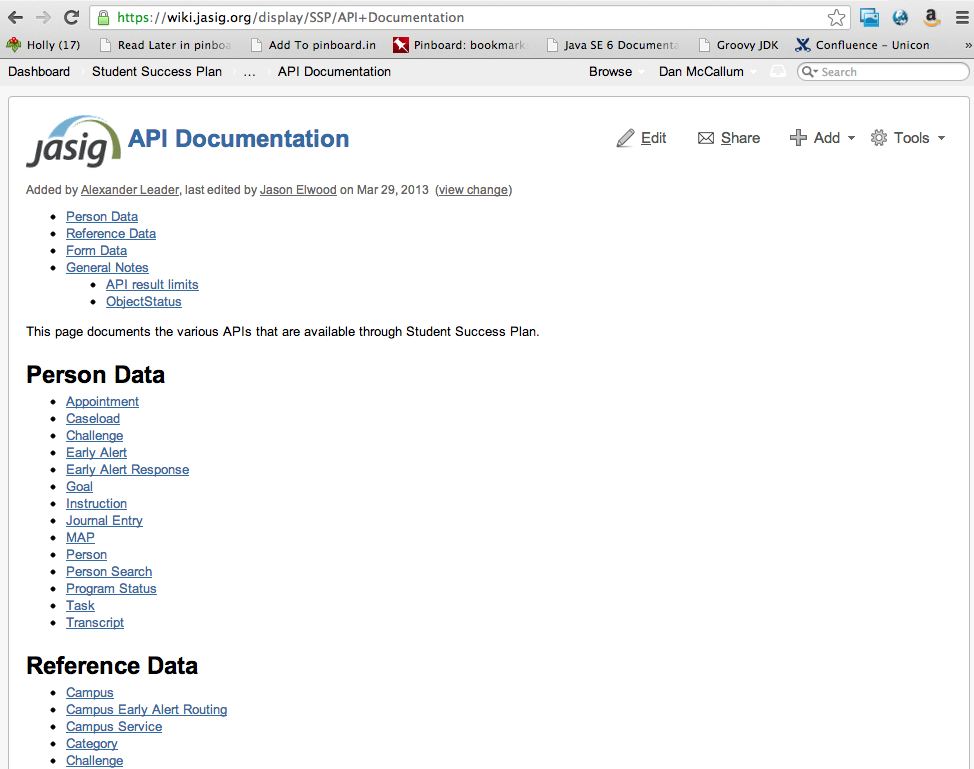 https://wiki.jasig.org/display/SSP/API+Documentation
Holly (17) Read Later in pinboa Add To pinboard.in Pinboard: bookmark Java SE 6 Documenta Groovy JDK Confluence – Unicon »
Dashboard Student Success Plan … API Documentation Browse Dan McCallum Search
jasig API Documentation Edit Share Add Tools
Added by Alexander Leader, last edited by Jason Elwood on Mar 29, 2013 (view change)
• Person Data
• Reference Data
• Form Data
• General Notes
• API result limits
• ObjectStatus
This page documents the various APIs that are available through Student Success Plan.
Person Data
• Appointment
• Caseload
• Challenge
• Early Alert
• Early Alert Response
• Goal
• Instruction
• Journal Entry
• MAP
• Person
• Person Search
• Program Status
• Task
• Transcript
Reference Data
• Campus
• Campus Early Alert Routing
• Campus Service
• Category
• Challenge